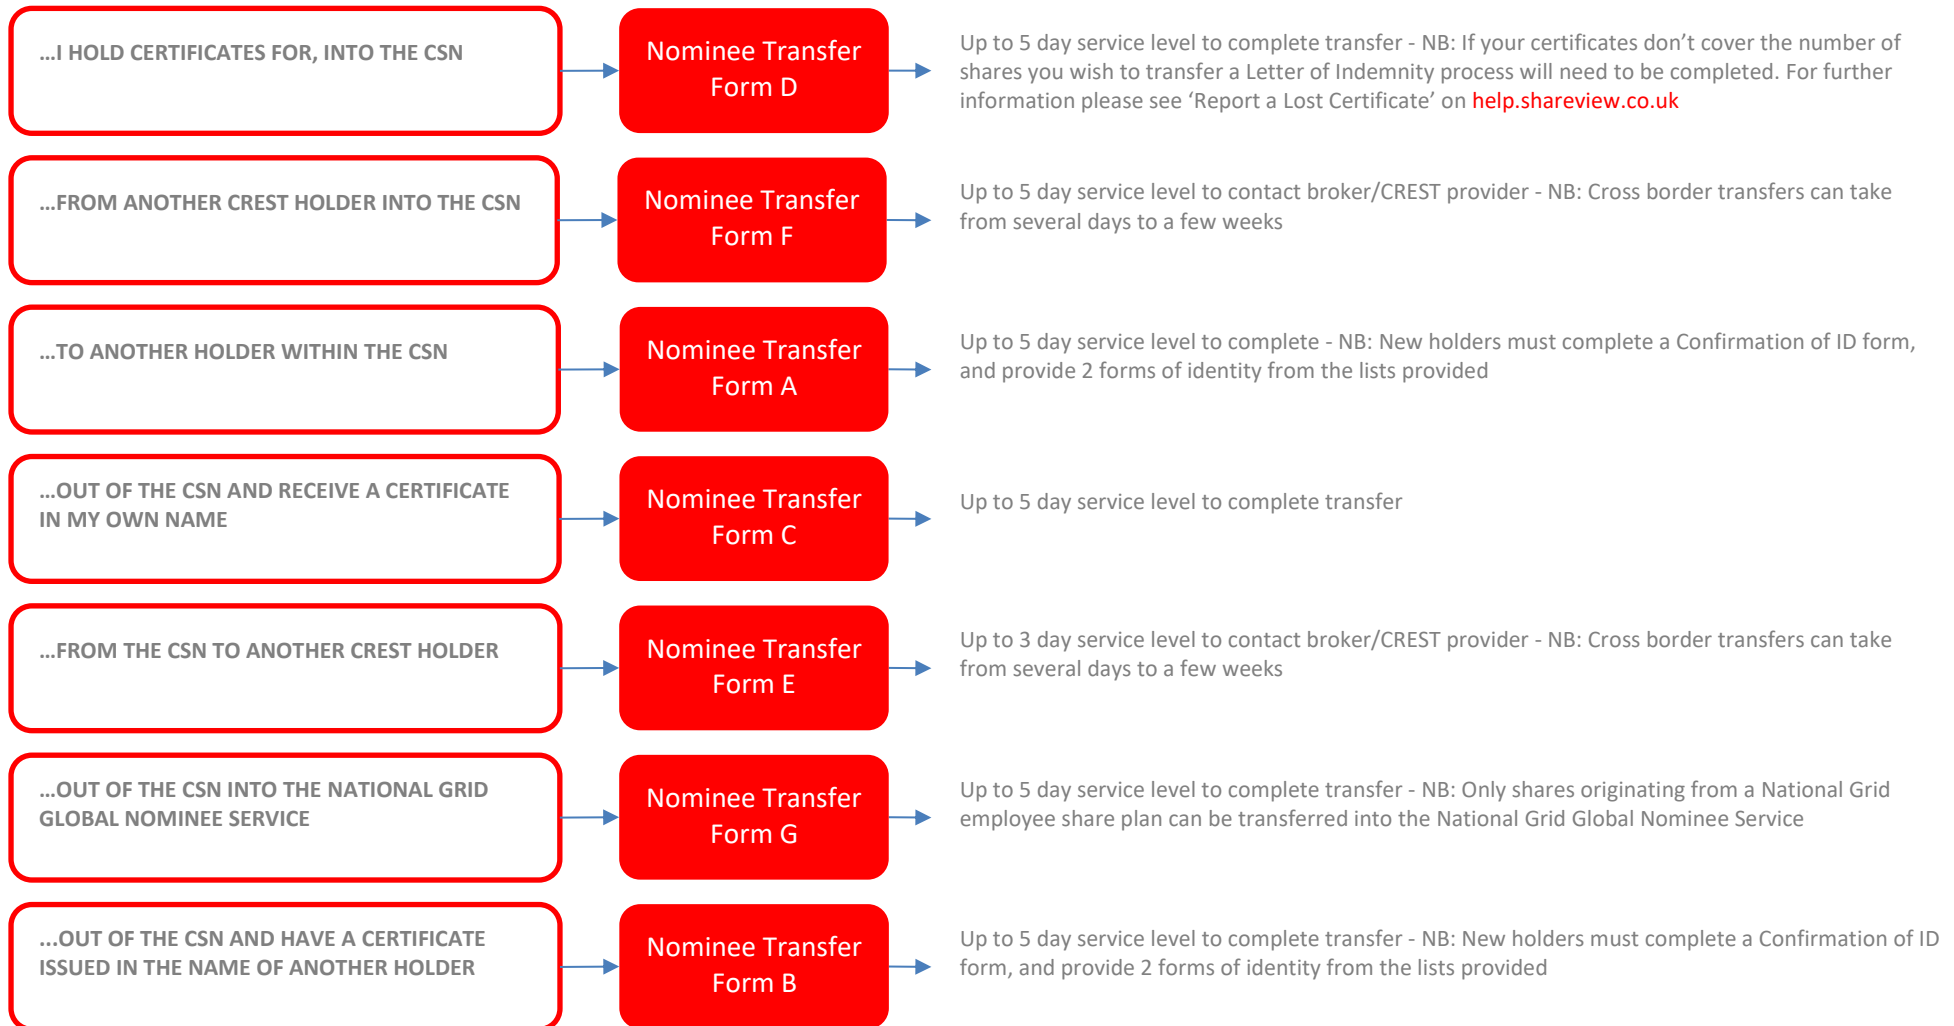 …I HOLD CERTIFICATES FOR, INTO THE CSN
Nominee Transfer
Form D
Up to 5 day service level to complete transfer - NB: If your certificates don’t cover the number of
shares you wish to transfer a Letter of Indemnity process will need to be completed. For further
information please see ‘Report a Lost Certificate’ on help.shareview.co.uk
…FROM ANOTHER CREST HOLDER INTO THE CSN
Nominee Transfer
Form F
Up to 5 day service level to contact broker/CREST provider - NB: Cross border transfers can take
from several days to a few weeks
…TO ANOTHER HOLDER WITHIN THE CSN
Nominee Transfer
Form A
Up to 5 day service level to complete - NB: New holders must complete a Confirmation of ID form,
and provide 2 forms of identity from the lists provided
…OUT OF THE CSN AND RECEIVE A CERTIFICATE
IN MY OWN NAME
Nominee Transfer
Form C
Up to 5 day service level to complete transfer
…FROM THE CSN TO ANOTHER CREST HOLDER
Nominee Transfer
Form E
Up to 3 day service level to contact broker/CREST provider - NB: Cross border transfers can take
from several days to a few weeks
…OUT OF THE CSN INTO THE NATIONAL GRID
GLOBAL NOMINEE SERVICE
Nominee Transfer
Form G
Up to 5 day service level to complete transfer - NB: Only shares originating from a National Grid
employee share plan can be transferred into the National Grid Global Nominee Service
...OUT OF THE CSN AND HAVE A CERTIFICATE
ISSUED IN THE NAME OF ANOTHER HOLDER
Nominee Transfer
Form B
Up to 5 day service level to complete transfer - NB: New holders must complete a Confirmation of ID
form, and provide 2 forms of identity from the lists provided